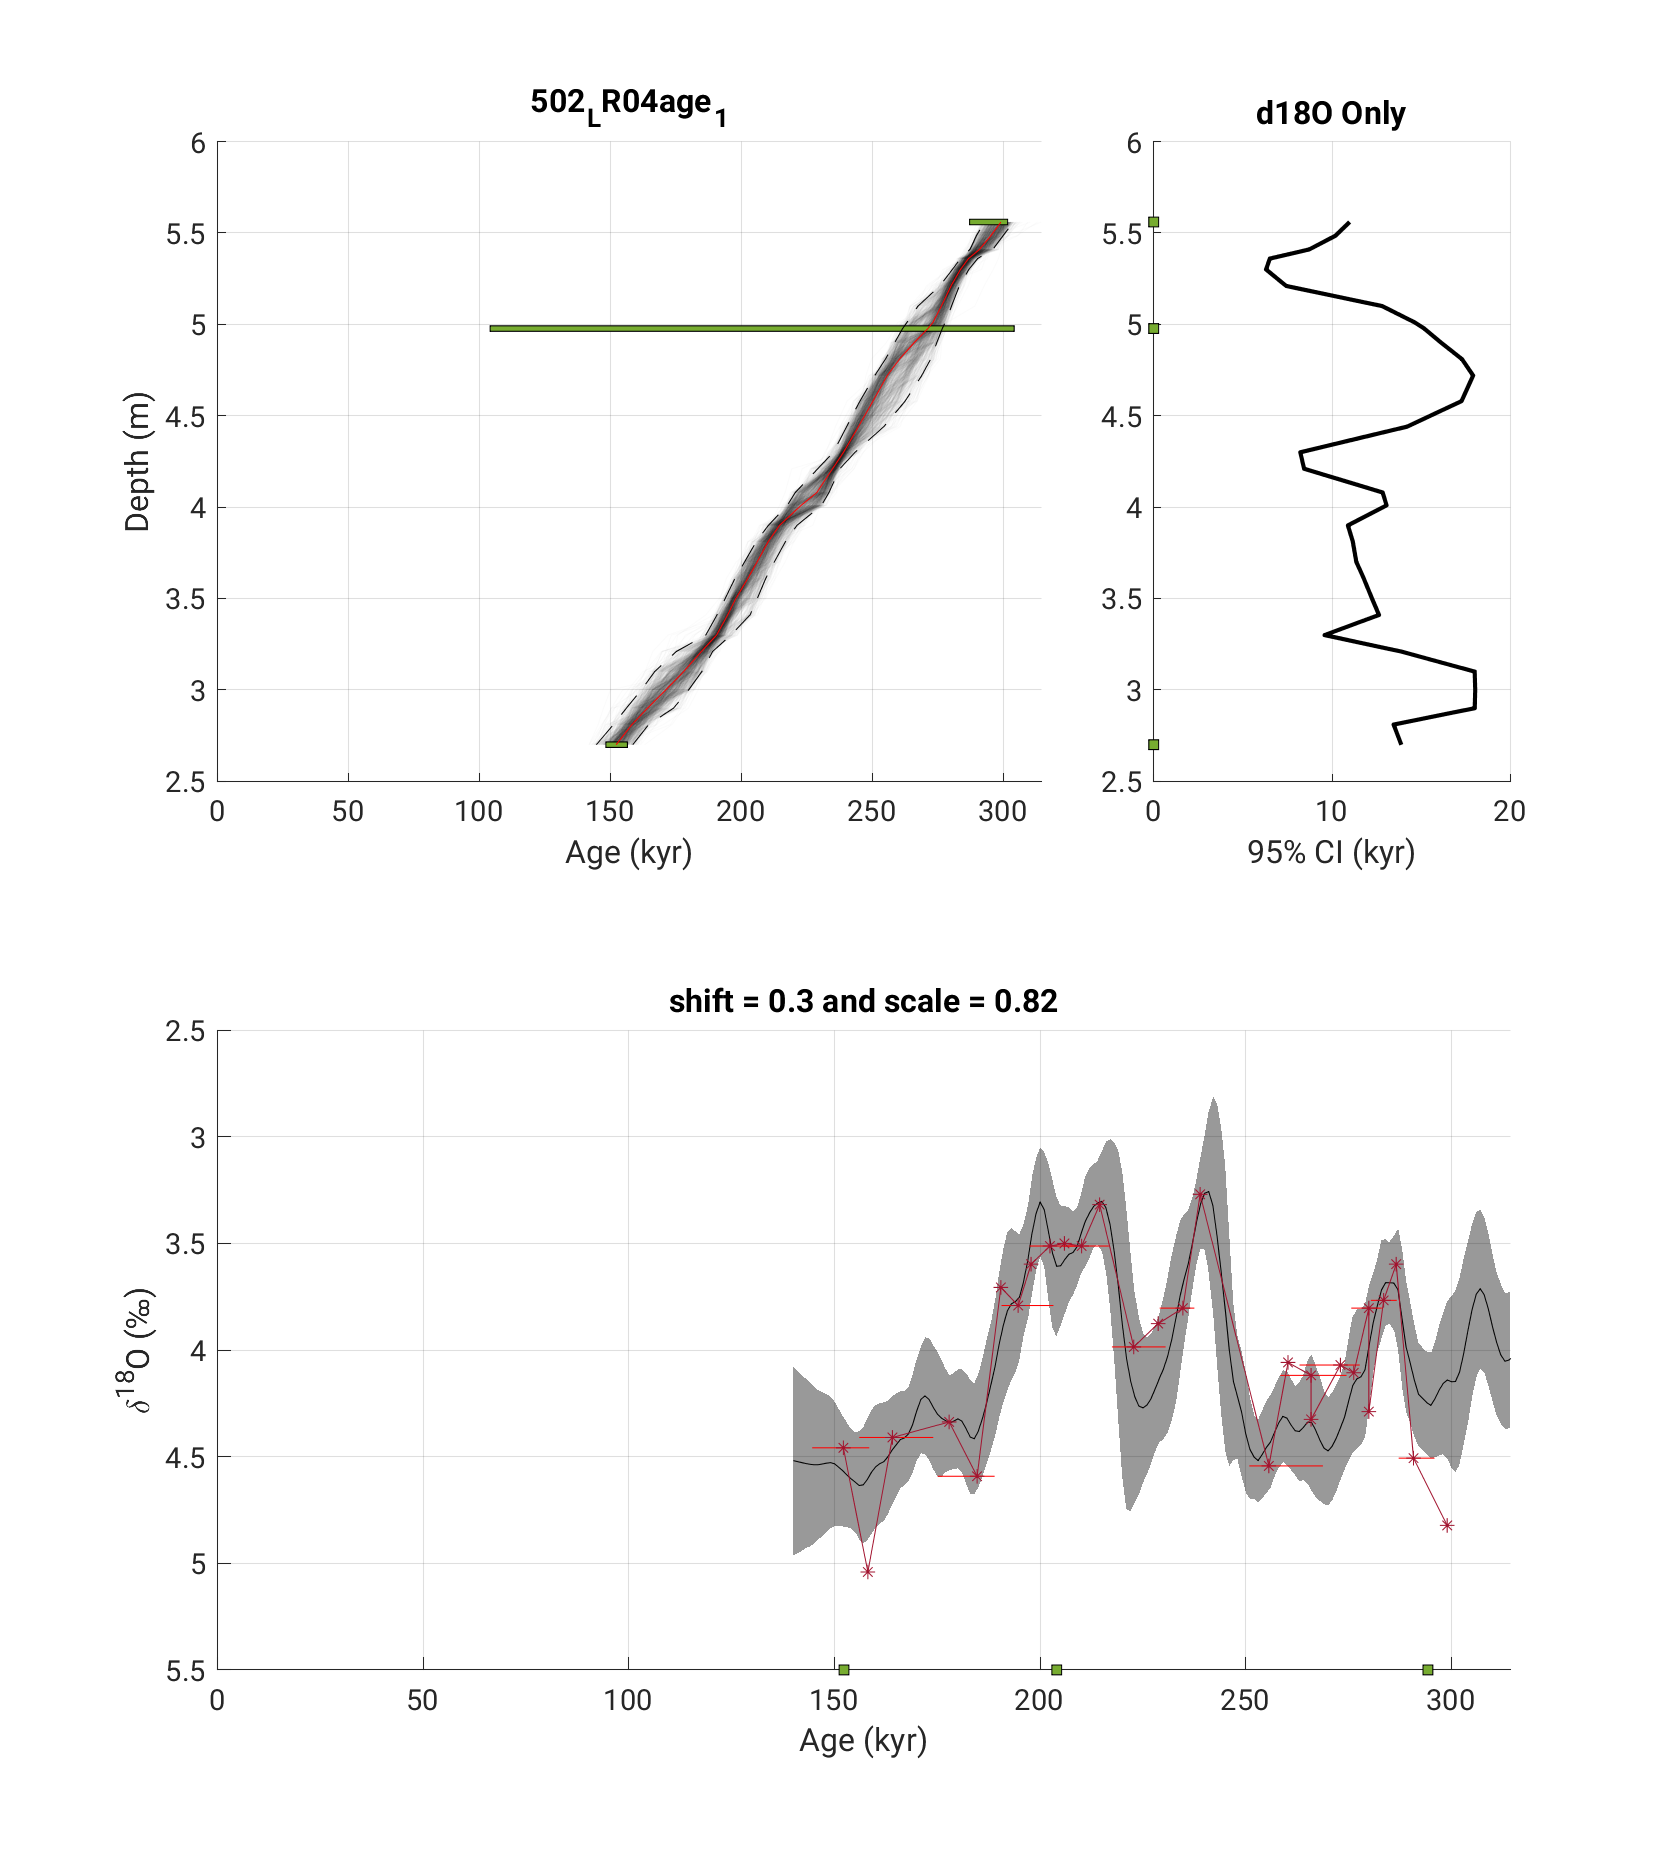 502LR04age1
6
5.5
5
4.5
4
3.5
3
2.5
0 50 100 150 200 250 300
Depth (m)
Age (kyr)
d18O Only
6
5.5
5
4.5
4
3.5
3
2.5
0 10 20
95% CI (kyr)
shift = 0.3 and scale = 0.82
2.5
3
3.5
4
4.5
5
5.5
0 50 100 150 200 250 300
δ18O (‰)
Age (kyr)